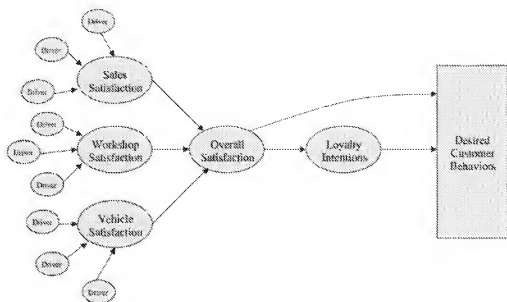 Driver
Driver
Driver
Sales
Satisfaction
Driver
Driver
Driver
Workshop
Satisfaction
Overall
Satisfaction
Loyalty
Intentions
Desired
Customer
Behaviors
Driver
Driver
Driver
Vehicle
Satisfaction